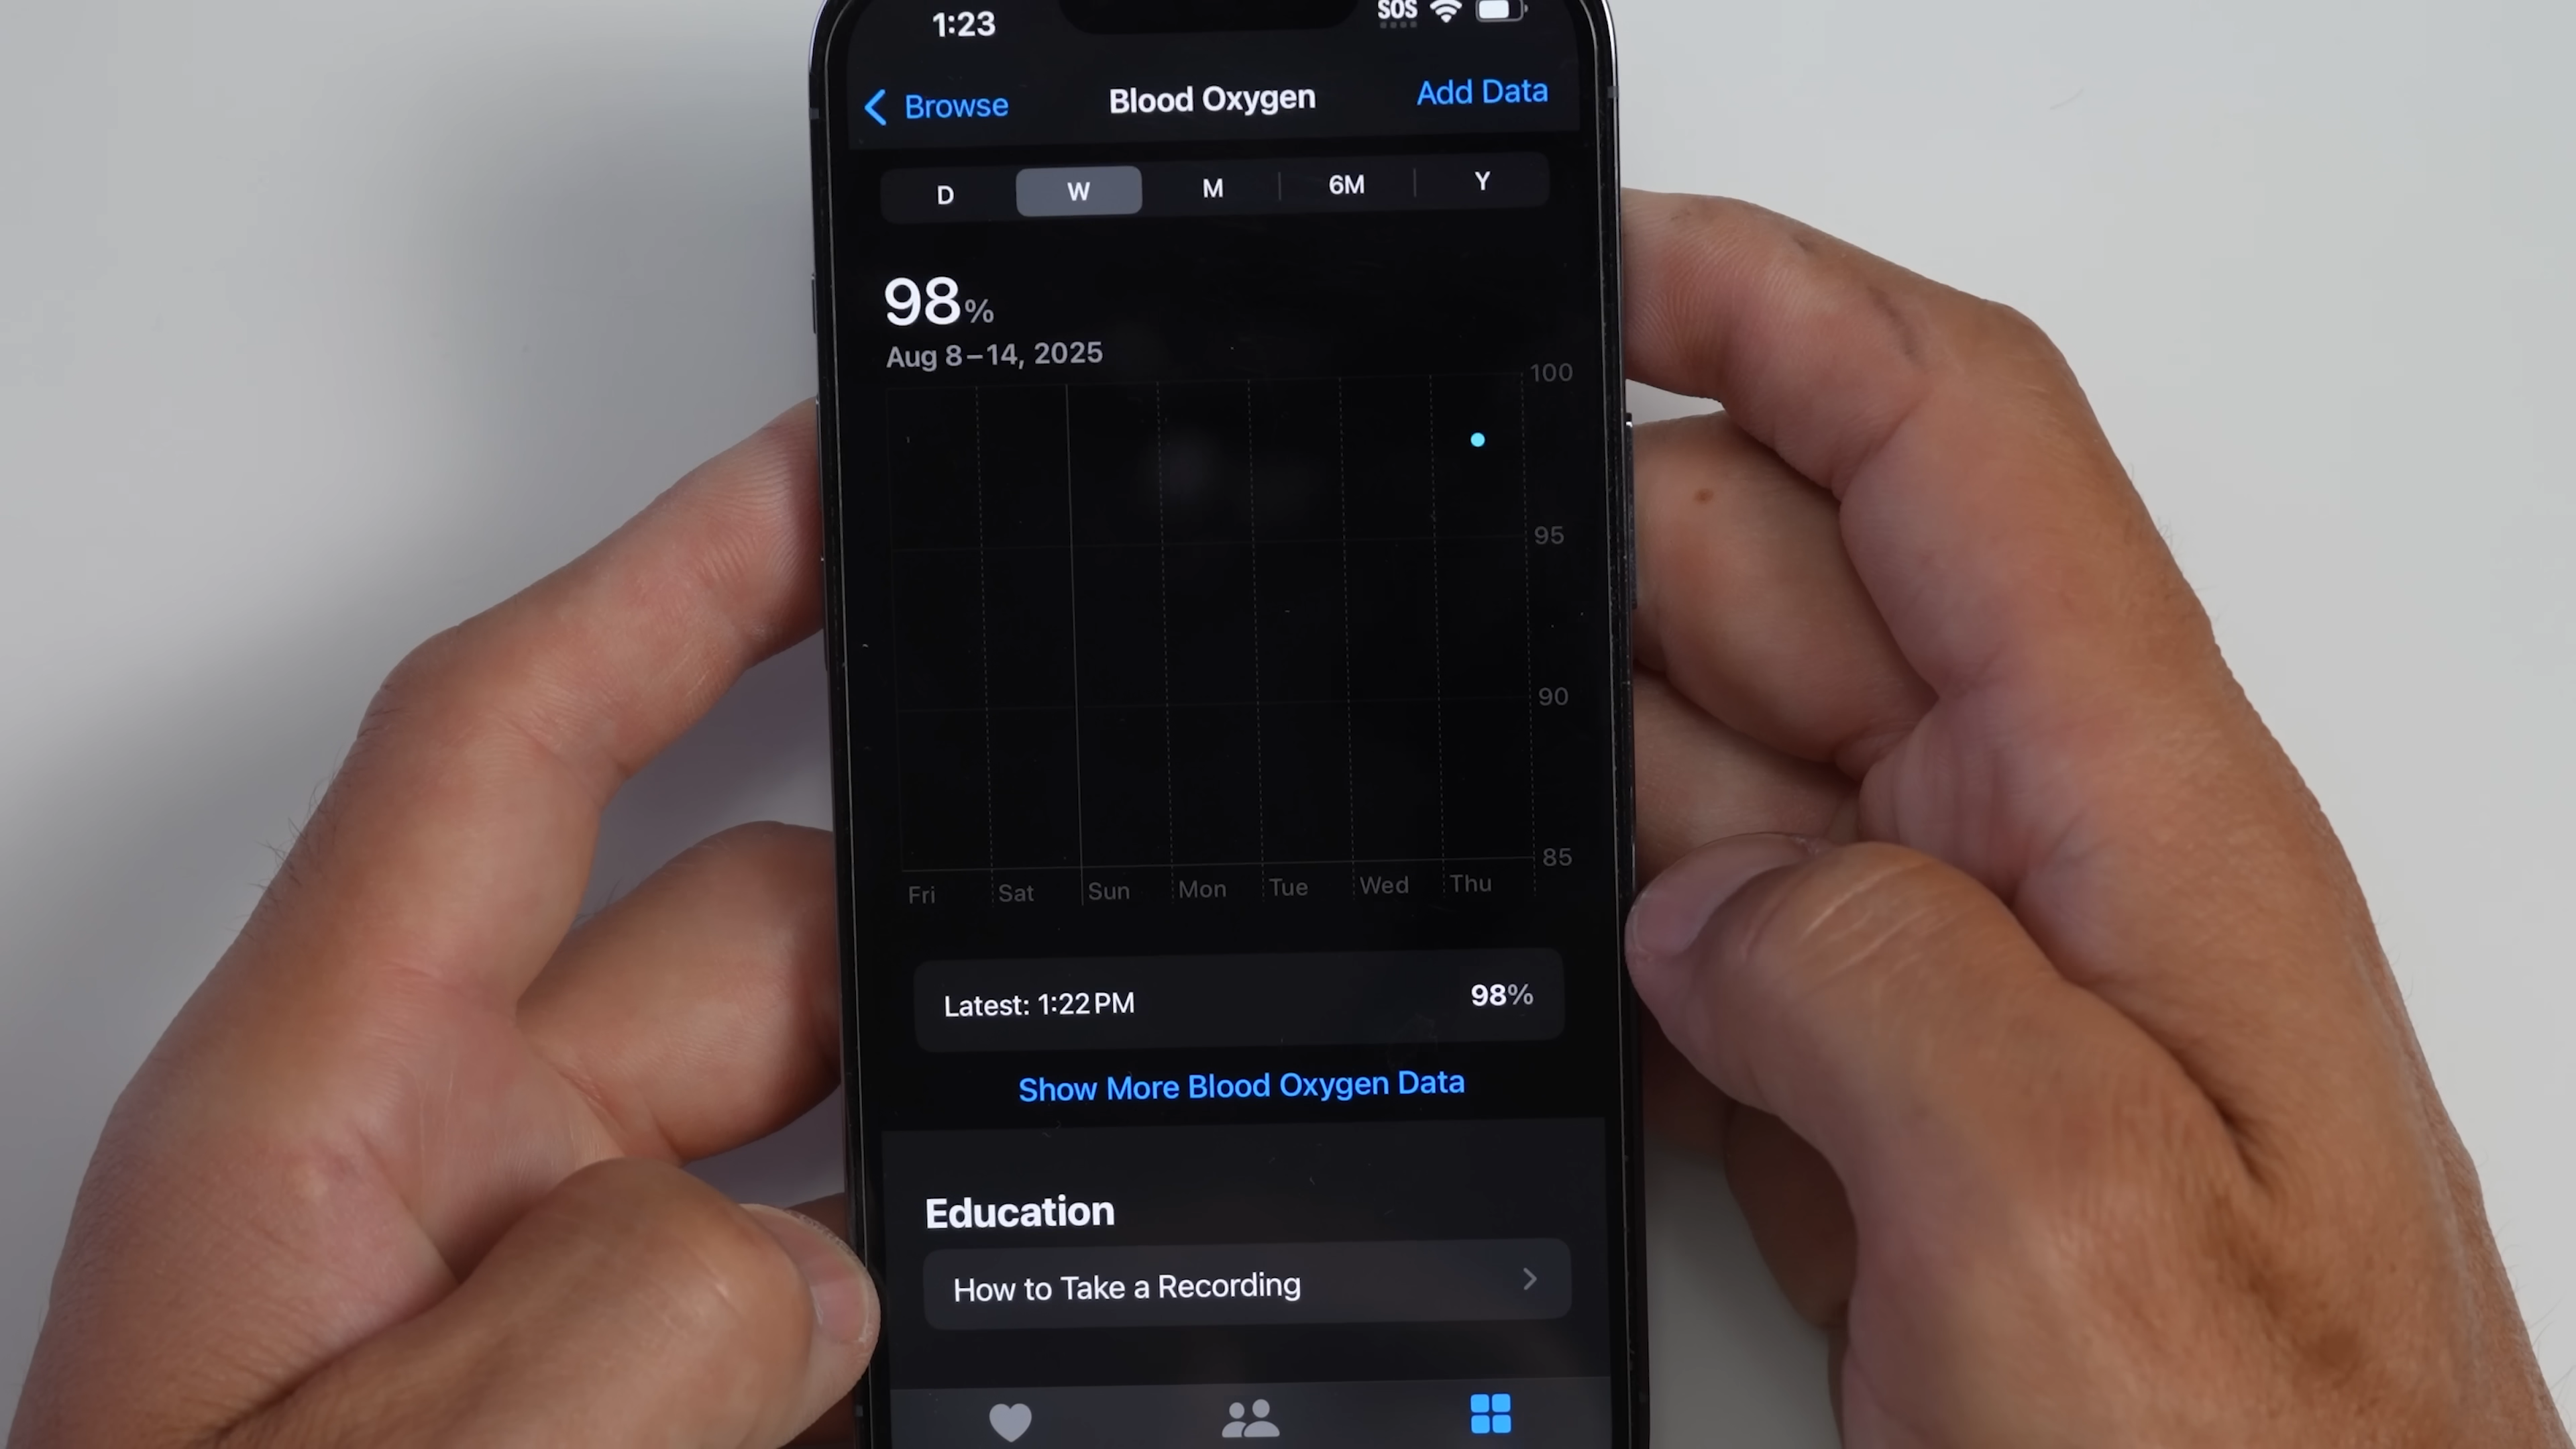 1:23 SOS
Browse Blood Oxygen Add Data
D W M 6M Y
98%
Aug 8–14, 2025
100
95
90
85
Fri Sat Sun Mon Tue Wed Thu
Latest: 1:22 PM 98%
Show More Blood Oxygen Data
Education
How to Take a Recording